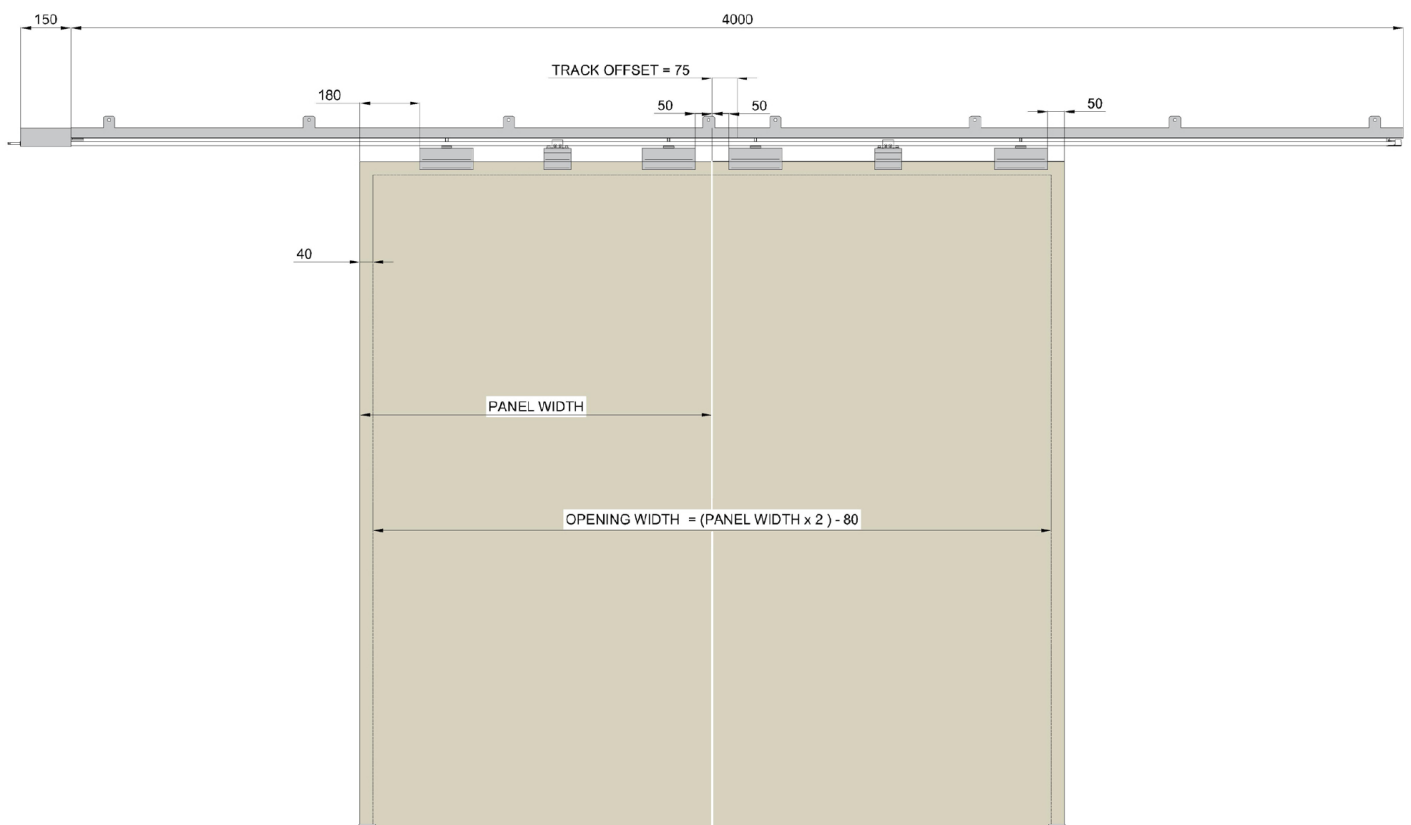 150
4000
TRACK OFFSET = 75
180
50
50
50
40
PANEL WIDTH
OPENING WIDTH = (PANEL WIDTH x 2 ) - 80